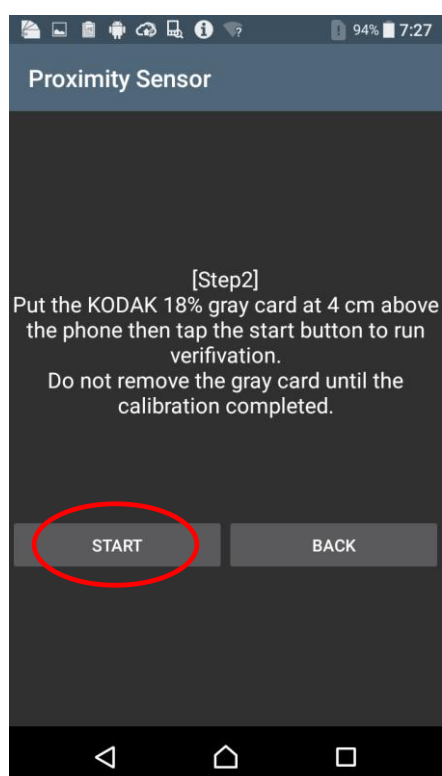 94% 7:27
Proximity Sensor
[Step2]
Put the KODAK 18% gray card at 4 cm above
the phone then tap the start button to run
verifivation.
Do not remove the gray card until the
calibration completed.
START BACK